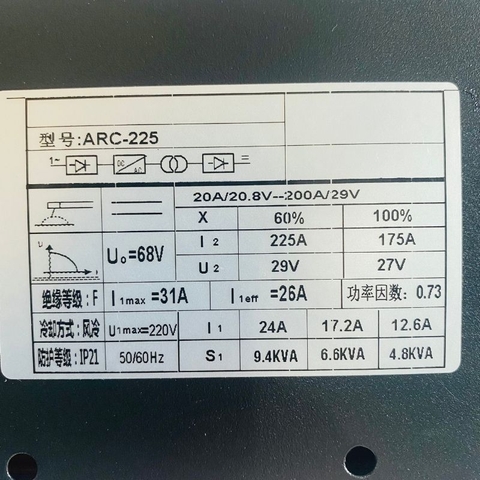 型号:ARC-225
1~ DC AC
20A/20.8V--200A/29V
X 60% 100%
U I
U₀=68V
I 2 225A 175A
U 2 29V 27V
绝缘等级:F I1max=31A I1eff=26A 功率因数:0.73
冷却方式:风冷 U1max=220V I 1 24A 17.2A 12.6A
防护等级:IP21 50/60Hz S1 9.4KVA 6.6KVA 4.8KVA